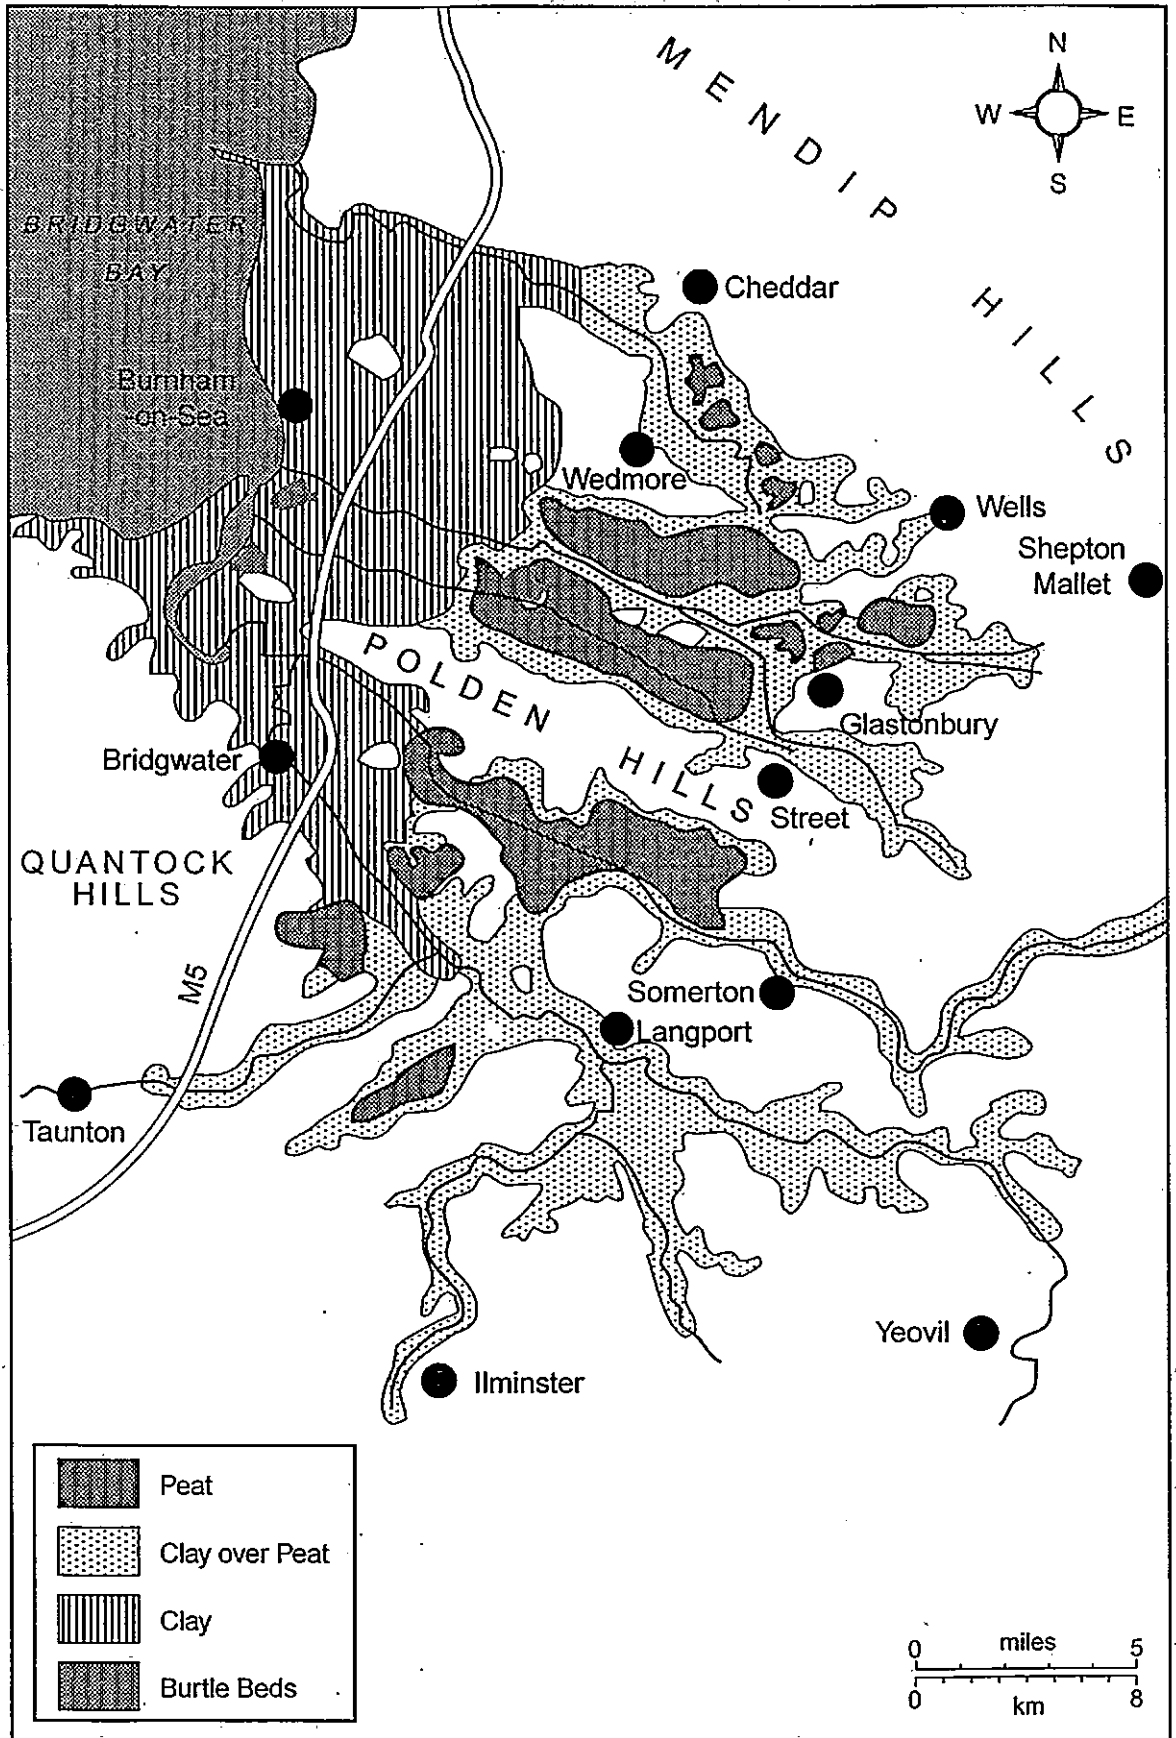 N
W E
S
MENDIP HILLS
BRIDGWATER
BAY
Cheddar
Burnham
-on-Sea
Wedmore
Wells
Shepton
Mallet
POLDEN HILLS
Glastonbury
Bridgwater
Street
QUANTOCK
HILLS
M5
Somerton
Langport
Taunton
Yeovil
Ilminster
Peat
Clay over Peat
Clay
Burtle Beds
0 miles 5
0 km 8